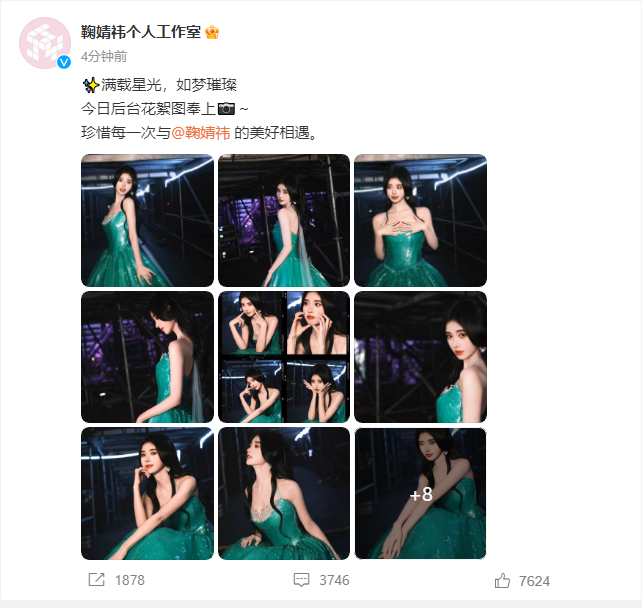 鞠婧祎个人工作室
4分钟前
✨满载星光，如梦璀璨
今日后台花絮图奉上📷～
珍惜每一次与@鞠婧祎 的美好相遇。
+8
1878
3746
7624